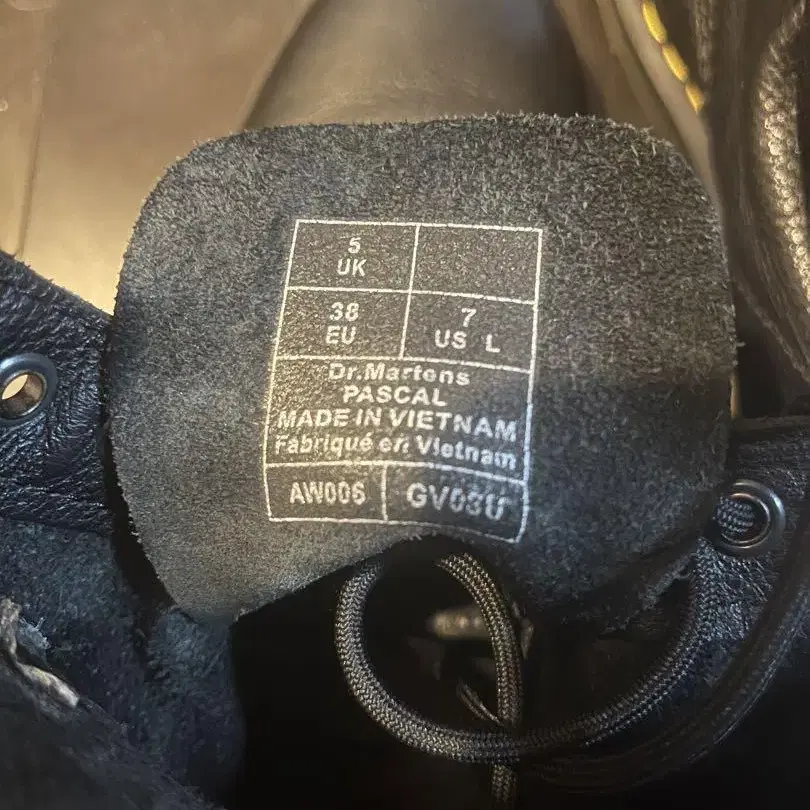 5
UK
38
EU
7
US L
Dr.Martens
PASCAL
MADE IN VIETNAM
Fabriqué en Vietnam
AW006
GV03U